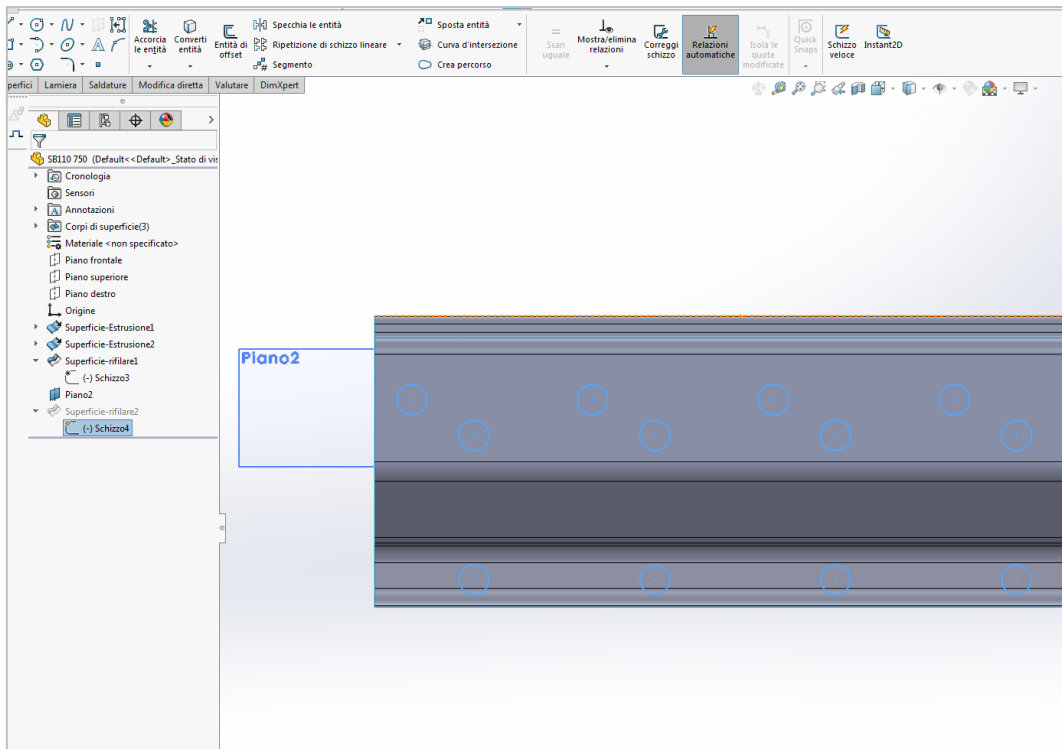 Accorcia le entità
Converti entità
Entità di offset
Specchia le entità
Ripetizione di schizzo lineare
Segmento
Sposta entità
Curva d'intersezione
Crea percorso
Scan uguale
Mostra/elimina relazioni
Correggi schizzo
Relazioni automatiche
Isola le quote modificate
Quick Snaps
Schizzo veloce
Instant2D
perfici
Lamiera
Saldature
Modifica diretta
Valutare
DimXpert
SB110 750 (Default<<Default>_Stato di vis
Cronologia
Sensori
Annotazioni
Corpi di superficie(3)
Materiale <non specificato>
Piano frontale
Piano superiore
Piano destro
Origine
Superficie-Estrusione1
Superficie-Estrusione2
Superficie-rifilare1
(-) Schizzo3
Piano2
Superficie-rifilare2
(-) Schizzo4
Piano2